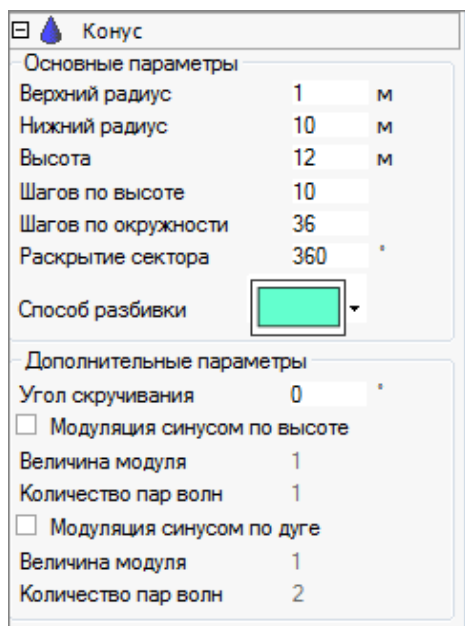 Конус
Основные параметры
Верхний радиус 1 м
Нижний радиус 10 м
Высота 12 м
Шагов по высоте 10
Шагов по окружности 36
Раскрытие сектора 360 °
Способ разбивки
Дополнительные параметры
Угол скручивания 0 °
Модуляция синусом по высоте
Величина модуля 1
Количество пар волн 1
Модуляция синусом по дуге
Величина модуля 1
Количество пар волн 2